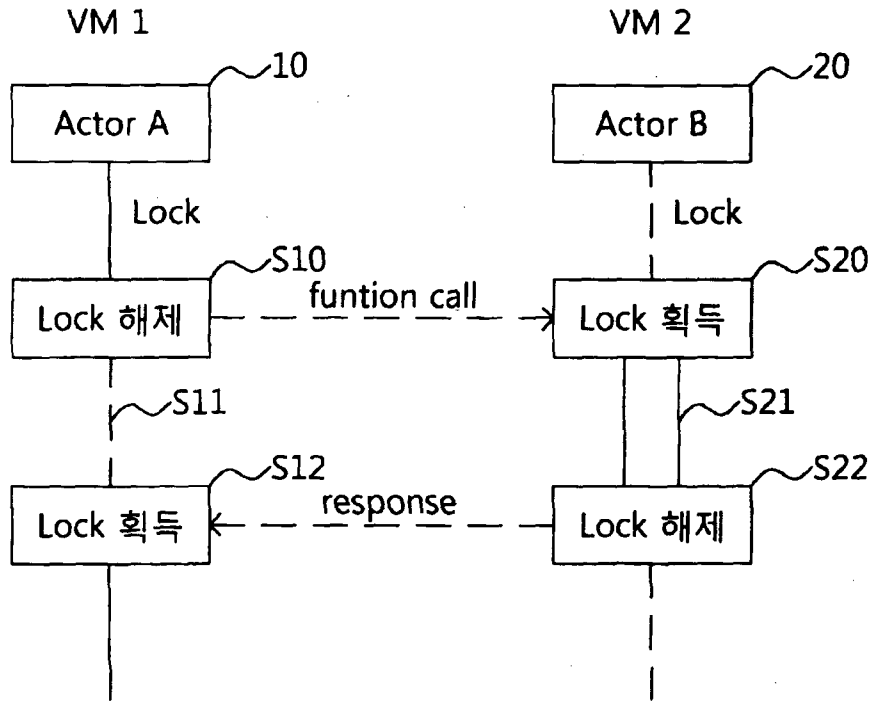 VM 1
VM 2
10
20
Actor A
Actor B
Lock
Lock
S10
S20
Lock 해제
funtion call
Lock 획득
S11
S21
S12
S22
Lock 획득
response
Lock 해제